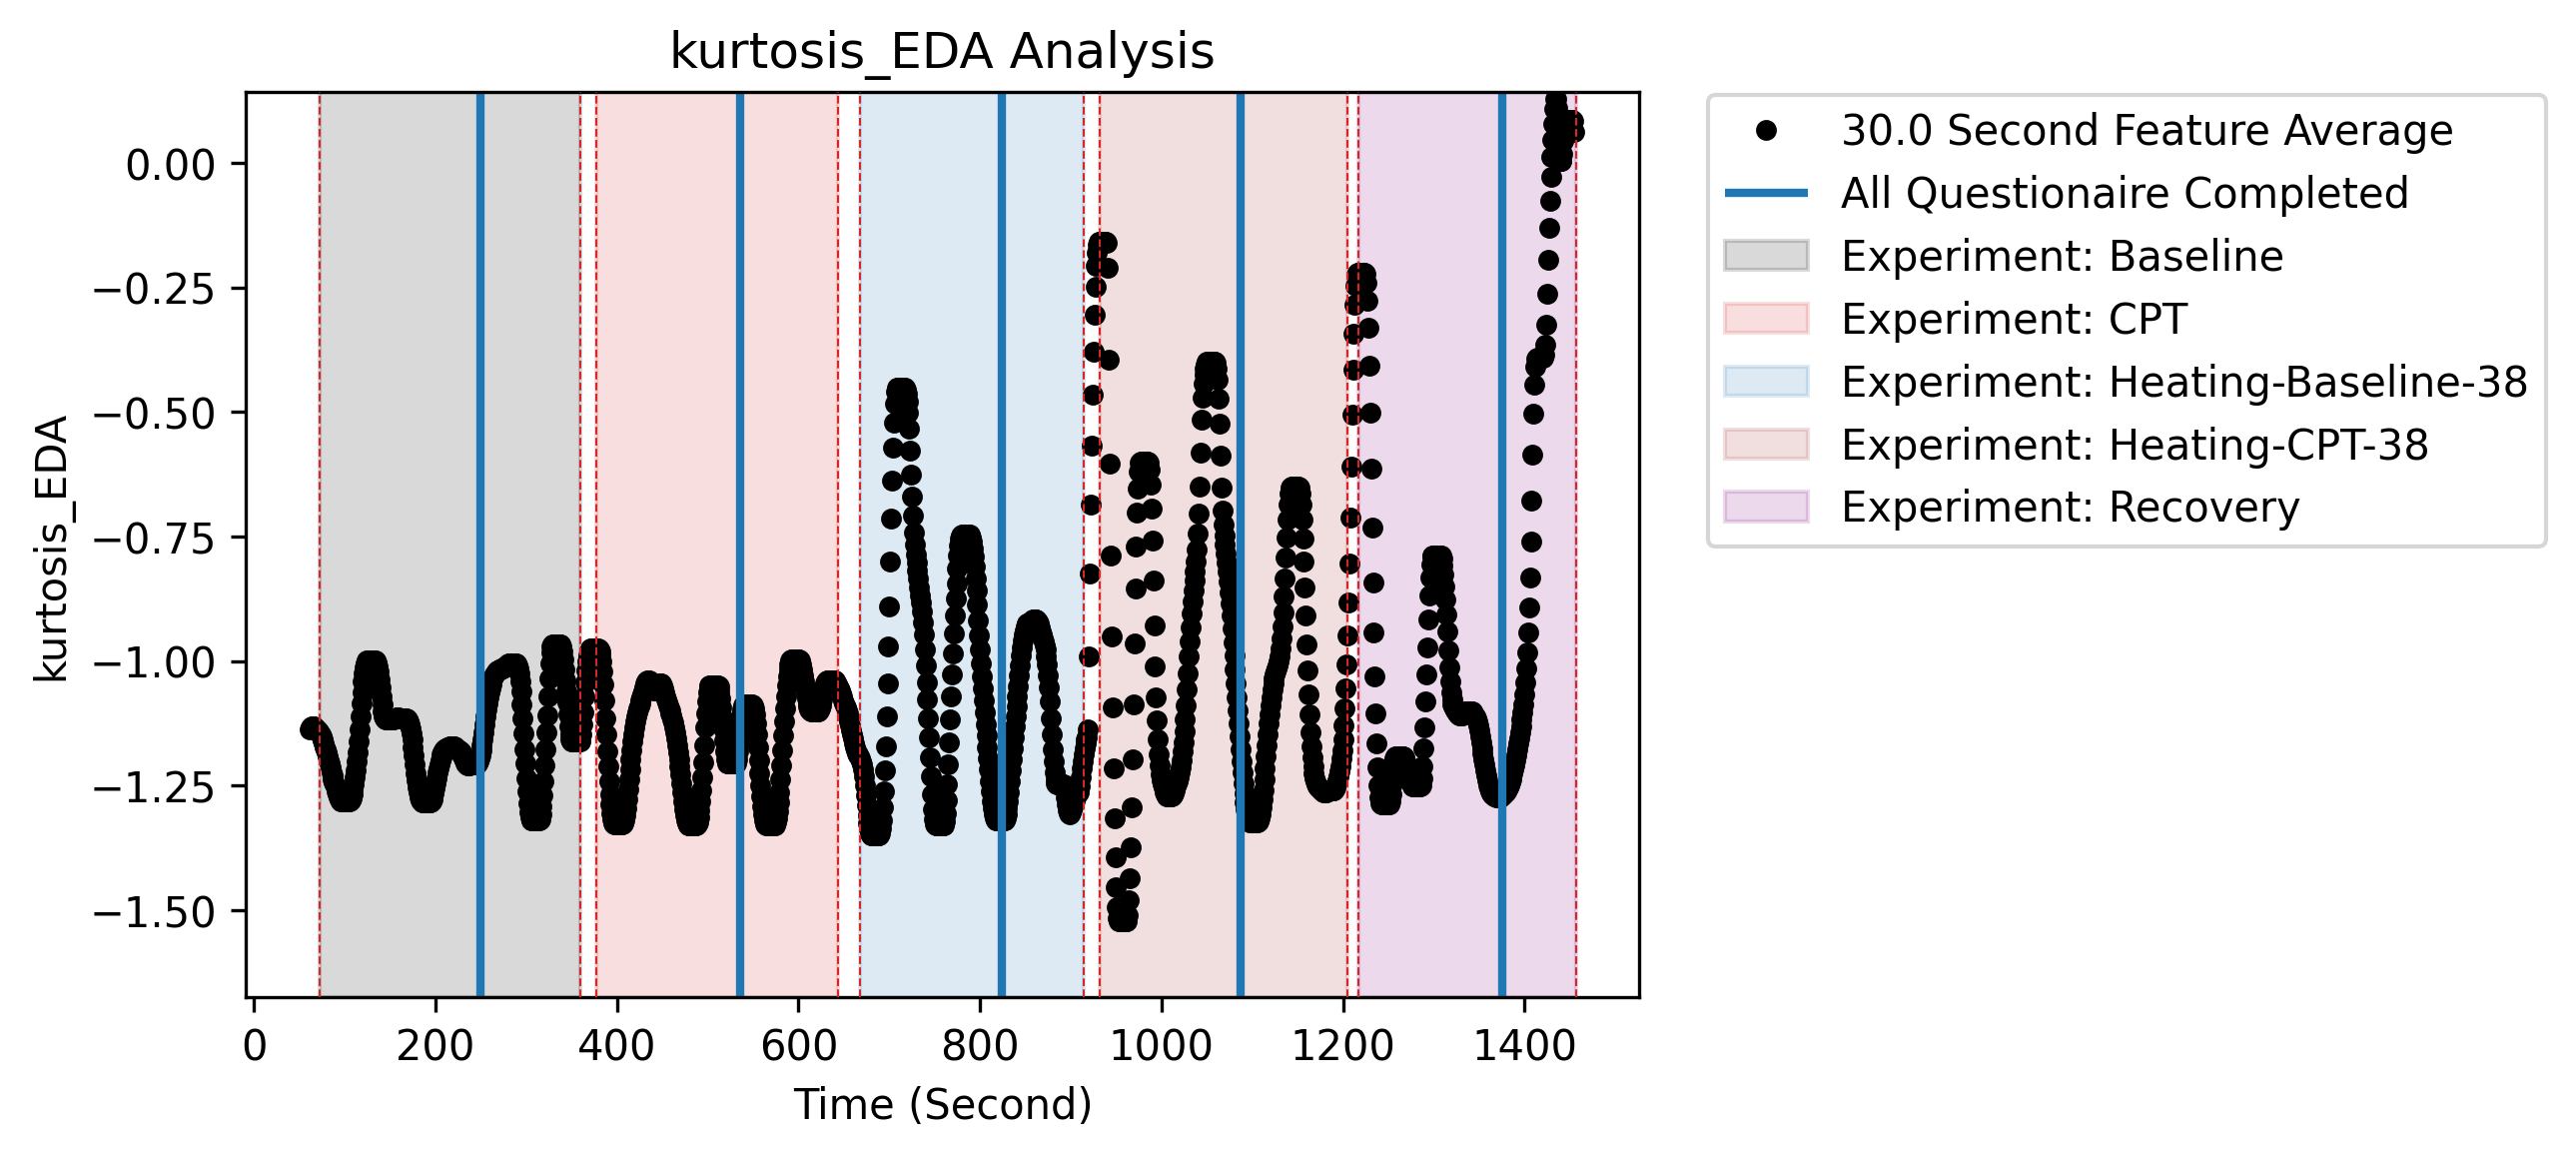 kurtosis_EDA Analysis
kurtosis_EDA
0.00
−0.25
−0.50
−0.75
−1.00
−1.25
−1.50
0 200 400 600 800 1000 1200 1400
Time (Second)
30.0 Second Feature Average
All Questionaire Completed
Experiment: Baseline
Experiment: CPT
Experiment: Heating-Baseline-38
Experiment: Heating-CPT-38
Experiment: Recovery